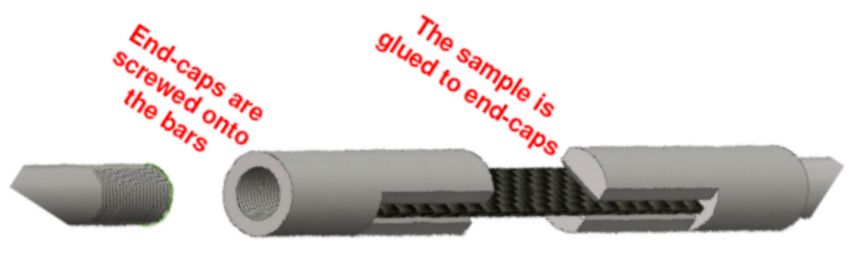 End-caps are
screwed onto
the bars
The sample is
glued to end-caps